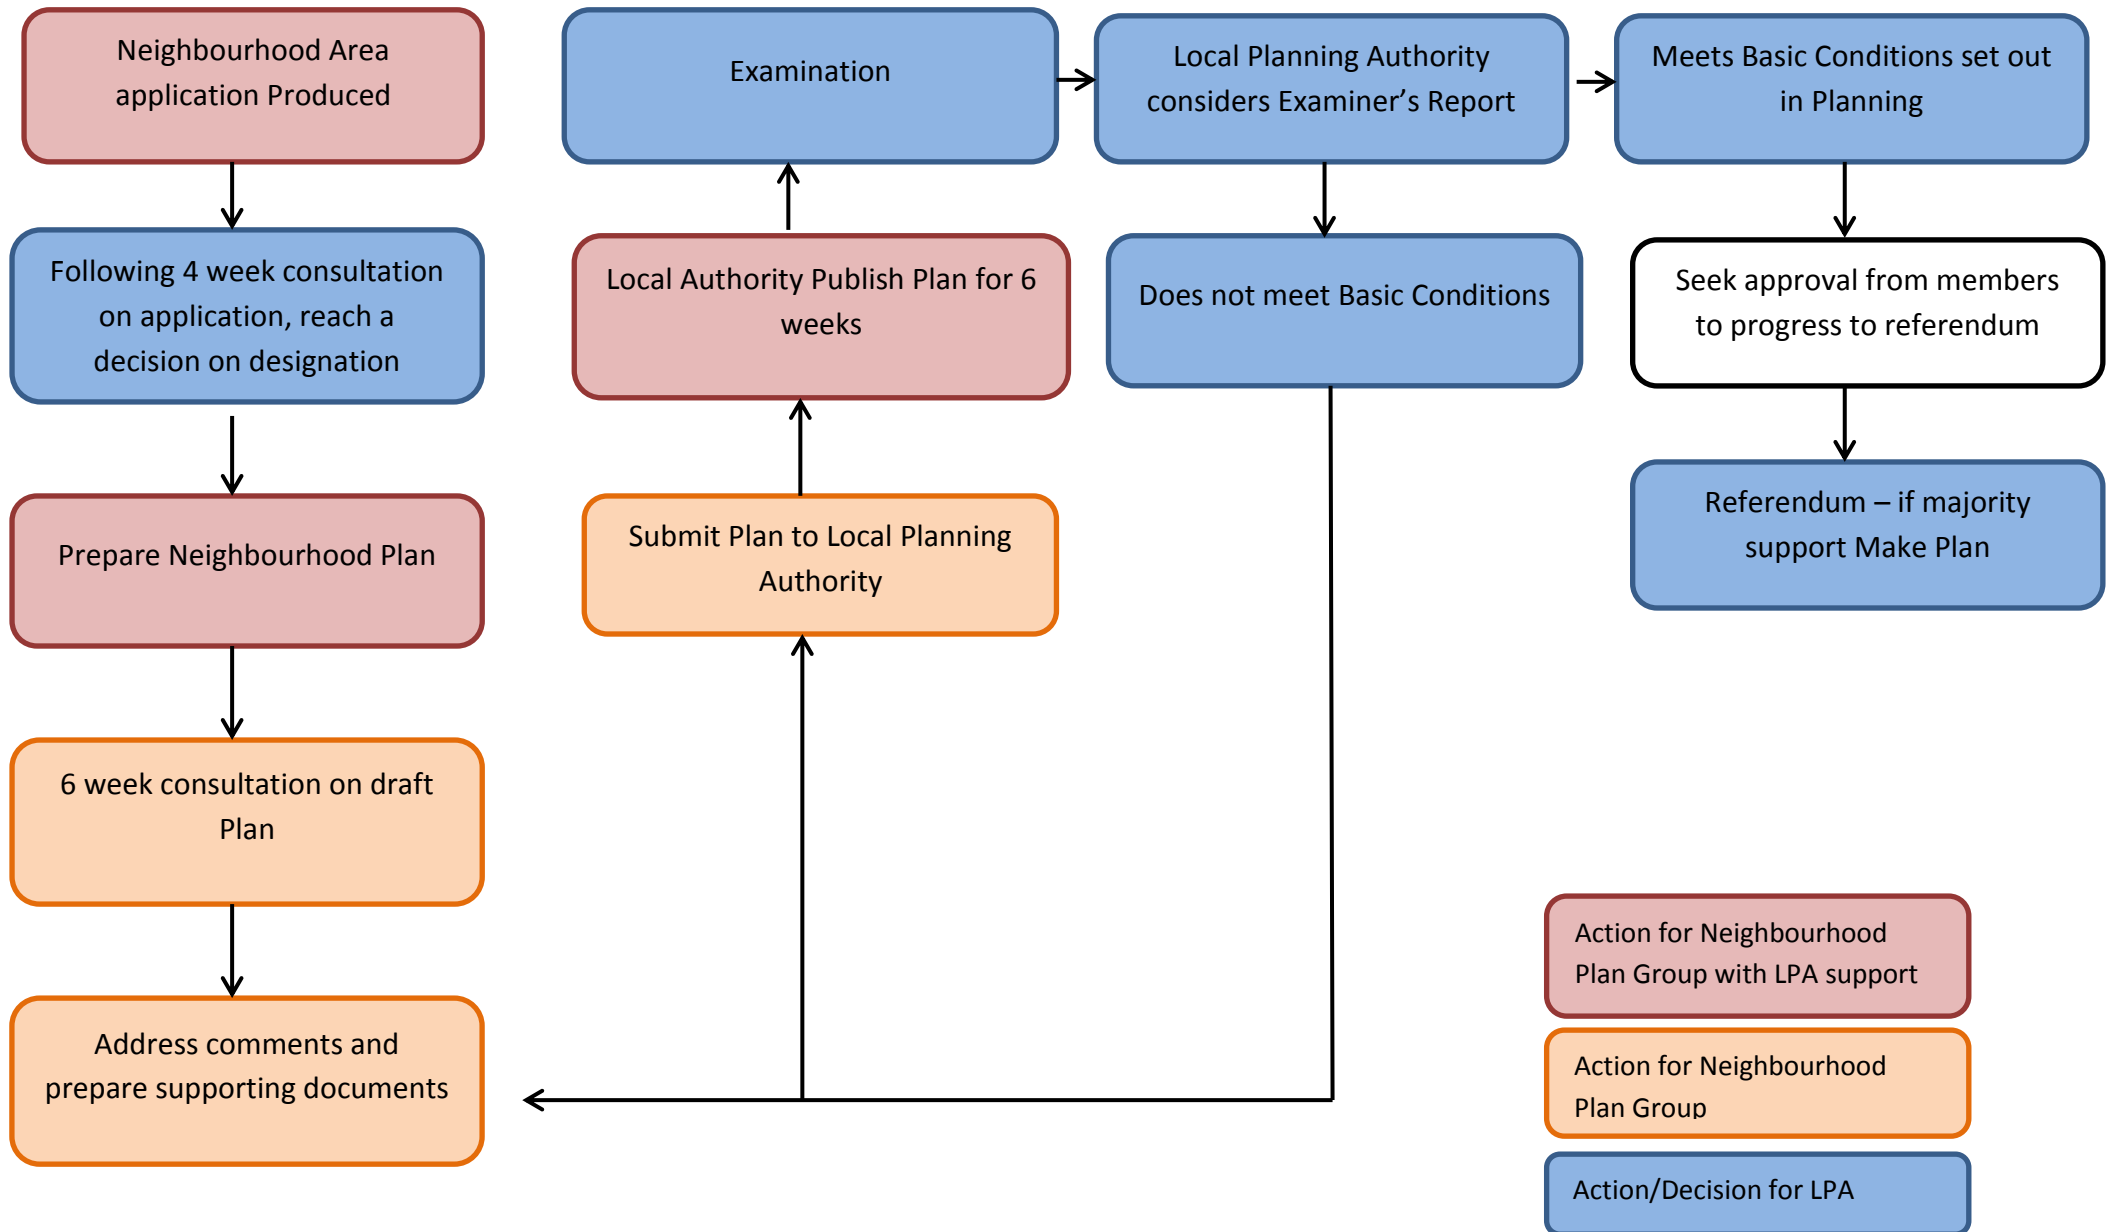 Neighbourhood Area
application Produced
Following 4 week consultation
on application, reach a
decision on designation
Prepare Neighbourhood Plan
6 week consultation on draft
Plan
Address comments and
prepare supporting documents
Submit Plan to Local Planning
Authority
Local Authority Publish Plan for 6
weeks
Examination
Local Planning Authority
considers Examiner’s Report
Does not meet Basic Conditions
Meets Basic Conditions set out
in Planning
Seek approval from members
to progress to referendum
Referendum – if majority
support Make Plan
Action for Neighbourhood
Plan Group with LPA support
Action for Neighbourhood
Plan Group
Action/Decision for LPA